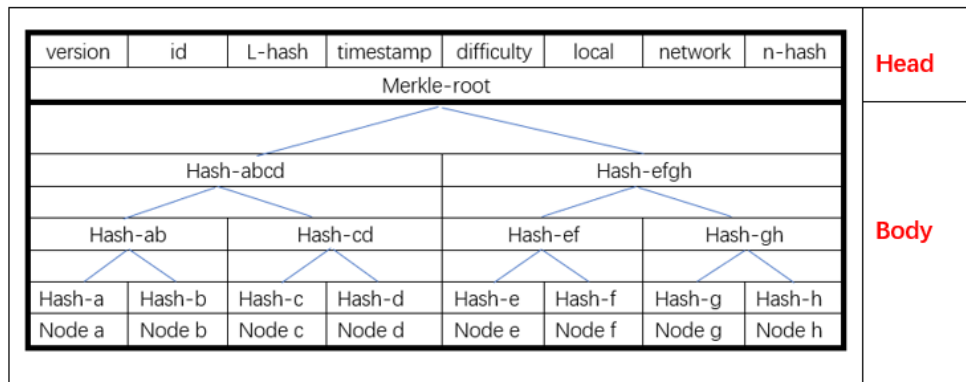 version id L-hash timestamp difficulty local network n-hash
Head
Merkle-root
Hash-abcd Hash-efgh
Hash-ab Hash-cd Hash-ef Hash-gh
Body
Hash-a Hash-b Hash-c Hash-d Hash-e Hash-f Hash-g Hash-h
Node a Node b Node c Node d Node e Node f Node g Node h